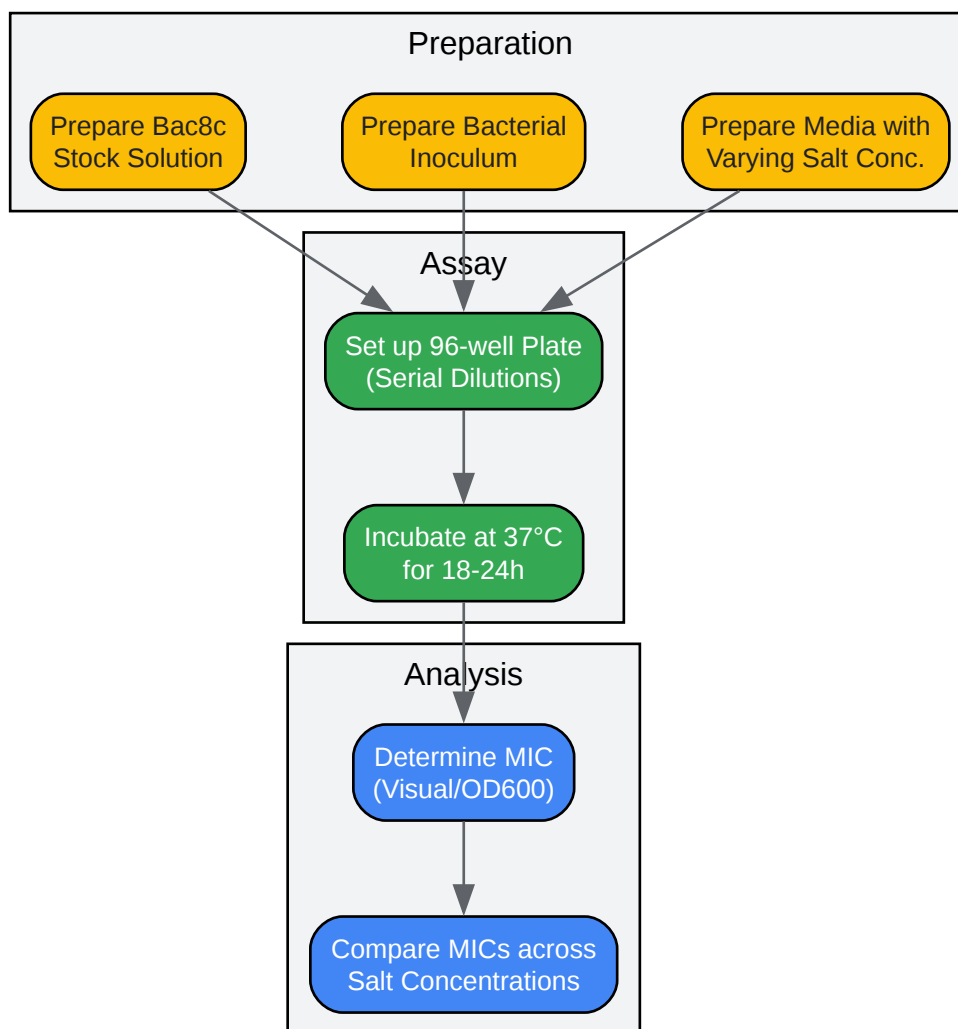 Preparation
Prepare Bac8c
Stock Solution
Prepare Bacterial
Inoculum
Prepare Media with
Varying Salt Conc.
Assay
Set up 96-well Plate
(Serial Dilutions)
Incubate at 37°C
for 18-24h
Analysis
Determine MIC
(Visual/OD600)
Compare MICs across
Salt Concentrations